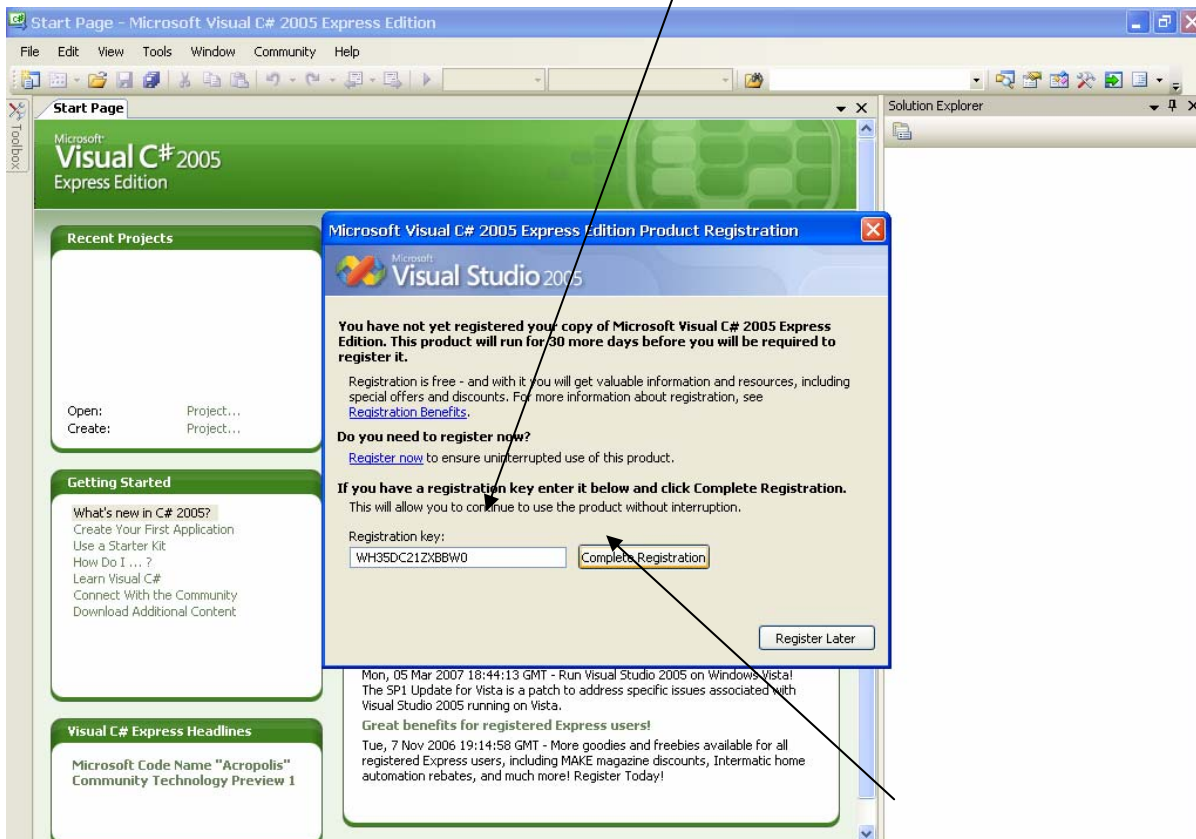 Start Page - Microsoft Visual C# 2005 Express Edition
File Edit View Tools Window Community Help
Toolbox
Start Page
Solution Explorer
Microsoft
Visual C# 2005
Express Edition
Recent Projects
Open: Project...
Create: Project...
Getting Started
What's new in C# 2005?
Create Your First Application
Use a Starter Kit
How Do I ... ?
Learn Visual C#
Connect With the Community
Download Additional Content
Visual C# Express Headlines
Microsoft Code Name "Acropolis"
Community Technology Preview 1
Microsoft Visual C# 2005 Express Edition Product Registration
Microsoft
Visual Studio 2005
You have not yet registered your copy of Microsoft Visual C# 2005 Express
Edition. This product will run for 30 more days before you will be required to
register it.
Registration is free - and with it you will get valuable information and resources, including
special offers and discounts. For more information about registration, see
Registration Benefits.
Do you need to register now?
Register now to ensure uninterrupted use of this product.
If you have a registration key enter it below and click Complete Registration.
This will allow you to continue to use the product without interruption.
Registration key:
WH35DC21ZXBBW0 Complete Registration
Register Later
Mon, 05 Mar 2007 18:44:13 GMT - Run Visual Studio 2005 on Windows Vista!
The SP1 Update for Vista is a patch to address specific issues associated with
Visual Studio 2005 running on Vista.
Great benefits for registered Express users!
Tue, 7 Nov 2006 19:14:58 GMT - More goodies and freebies available for all
registered Express users, including MAKE magazine discounts, Intermatic home
automation rebates, and much more! Register Today!